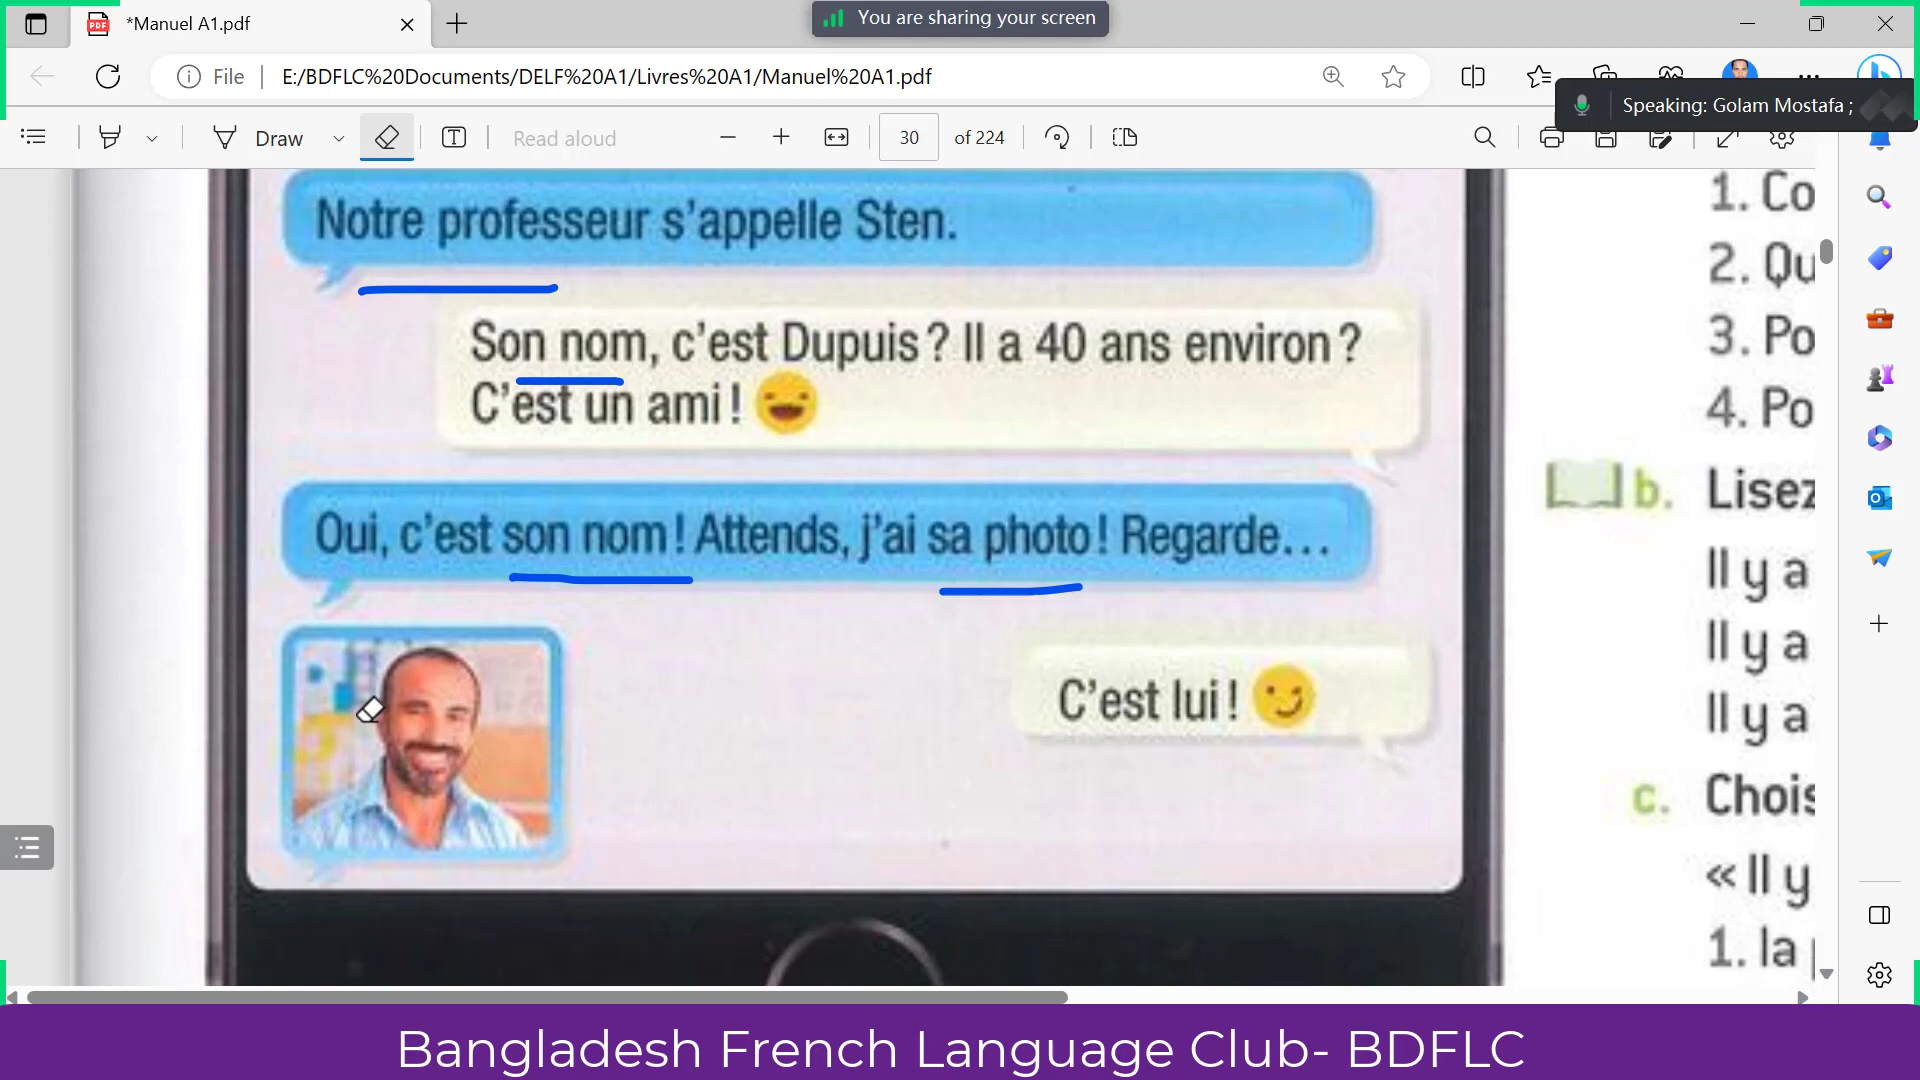 *Manuel A1.pdf
You are sharing your screen
File
E:/BDFLC%20Documents/DELF%20A1/Livres%20A1/Manuel%20A1.pdf
Speaking: Golam Mostafa ;
Draw
Read aloud
30 of 224
Notre professeur s'appelle Sten.
Son nom, c'est Dupuis ? Il a 40 ans environ ?
C'est un ami !
Oui, c'est son nom ! Attends, j'ai sa photo ! Regarde…
C'est lui !
1. Co
2. Qu
3. Po
4. Po
b. Lisez
Il y a
Il y a
Il y a
c. Chois
« Il y
1. la
Bangladesh French Language Club- BDFLC